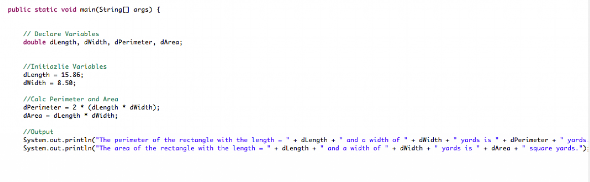 public static void main(String[] args) {
// Declare Variables
double dLength, dWidth, dPerimeter, dArea;
//Initiazlie Variables
dLength = 15.86;
dWidth = 8.50;
//Calc Perimeter and Area
dPerimeter = 2 * (dLength * dWidth);
dArea = dLength * dWidth;
//Output
System.out.println("The perimeter of the rectangle with the length = " + dLength + " and a width of " + dWidth + " yards is " + dPerimeter + " yards
System.out.println("The area of the rectangle with the length = " + dLength + " and a width of " + dWidth + " yards is " + dArea + " square yards.");